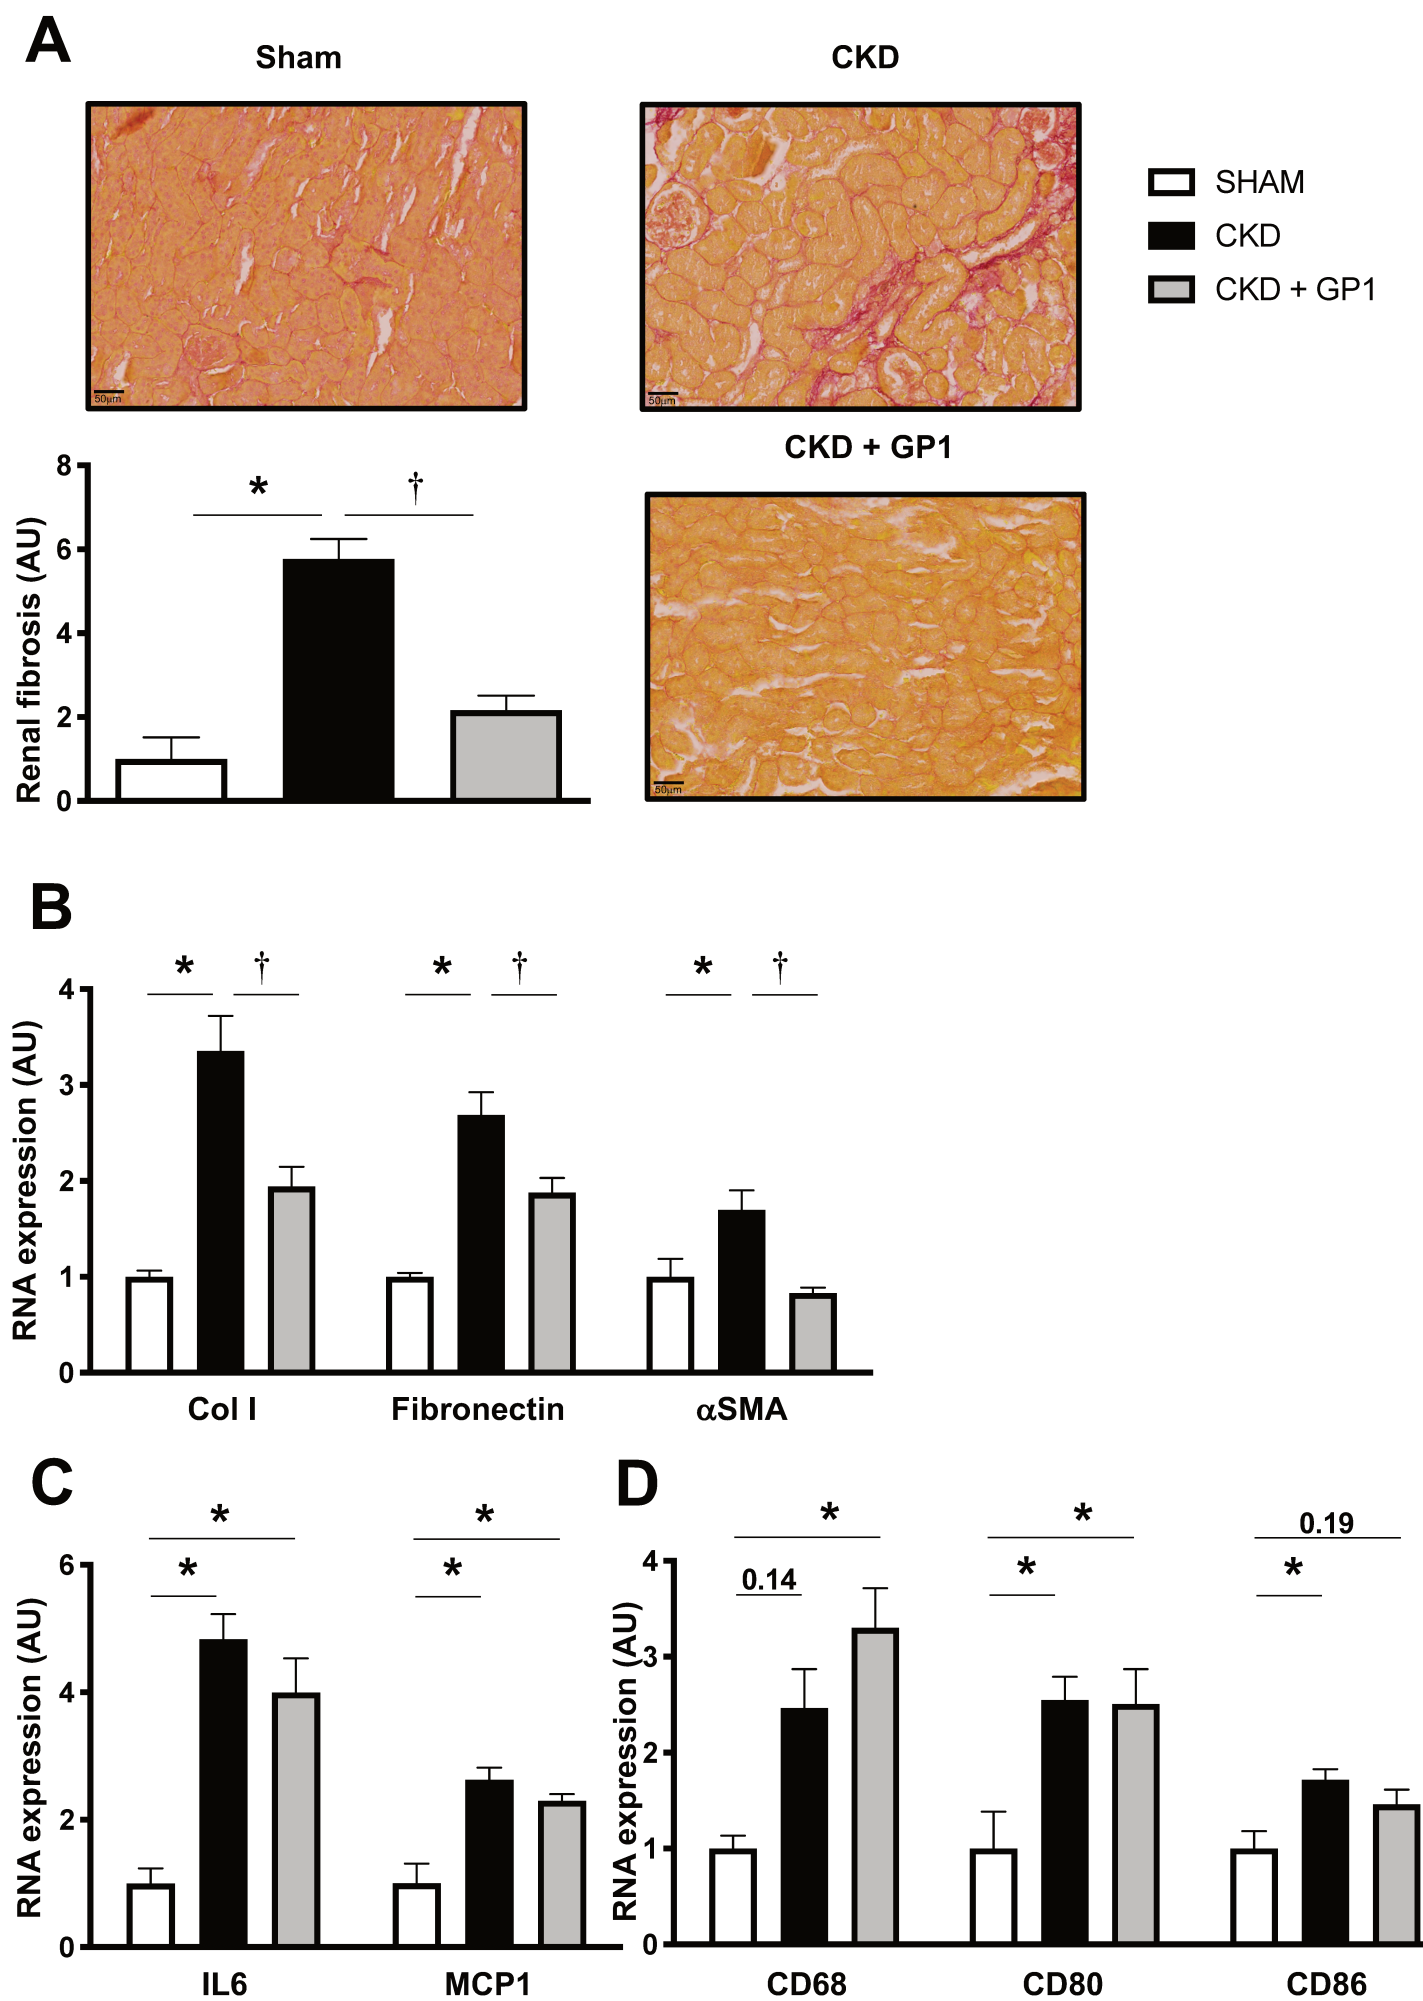 A
Sham
CKD
SHAM
CKD
CKD + GP1
50μm
50μm
CKD + GP1
50μm
Renal fibrosis (AU)
8
6
4
2
0
* †
B
RNA expression (AU)
4
3
2
1
0
* † * † * †
Col I Fibronectin αSMA
C
RNA expression (AU)
6
4
2
0
* *
* *
IL6 MCP1
D
RNA expression (AU)
4
3
2
1
0
* * 0.19
0.14 * *
CD68 CD80 CD86